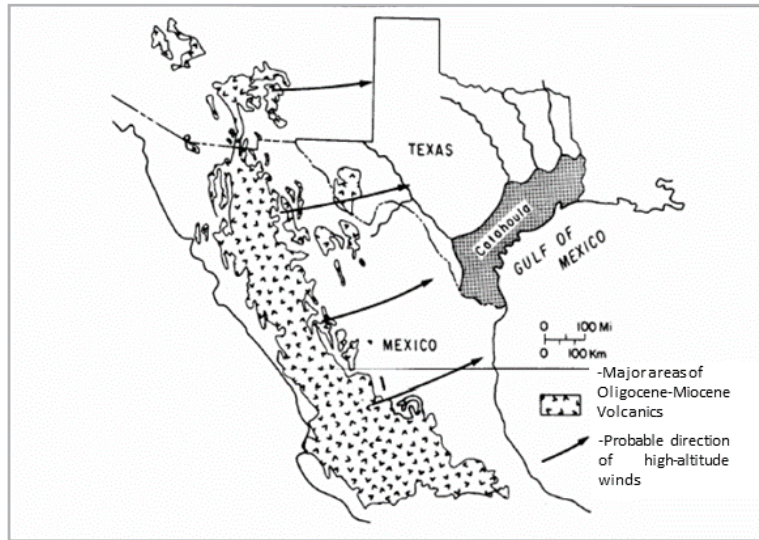 TEXAS
Catahoula
GULF OF
MEXICO
0 100 Mi
0 100 Km
MEXICO
-Major areas of
Oligocene-Miocene
Volcanics
-Probable direction
of high-altitude
winds